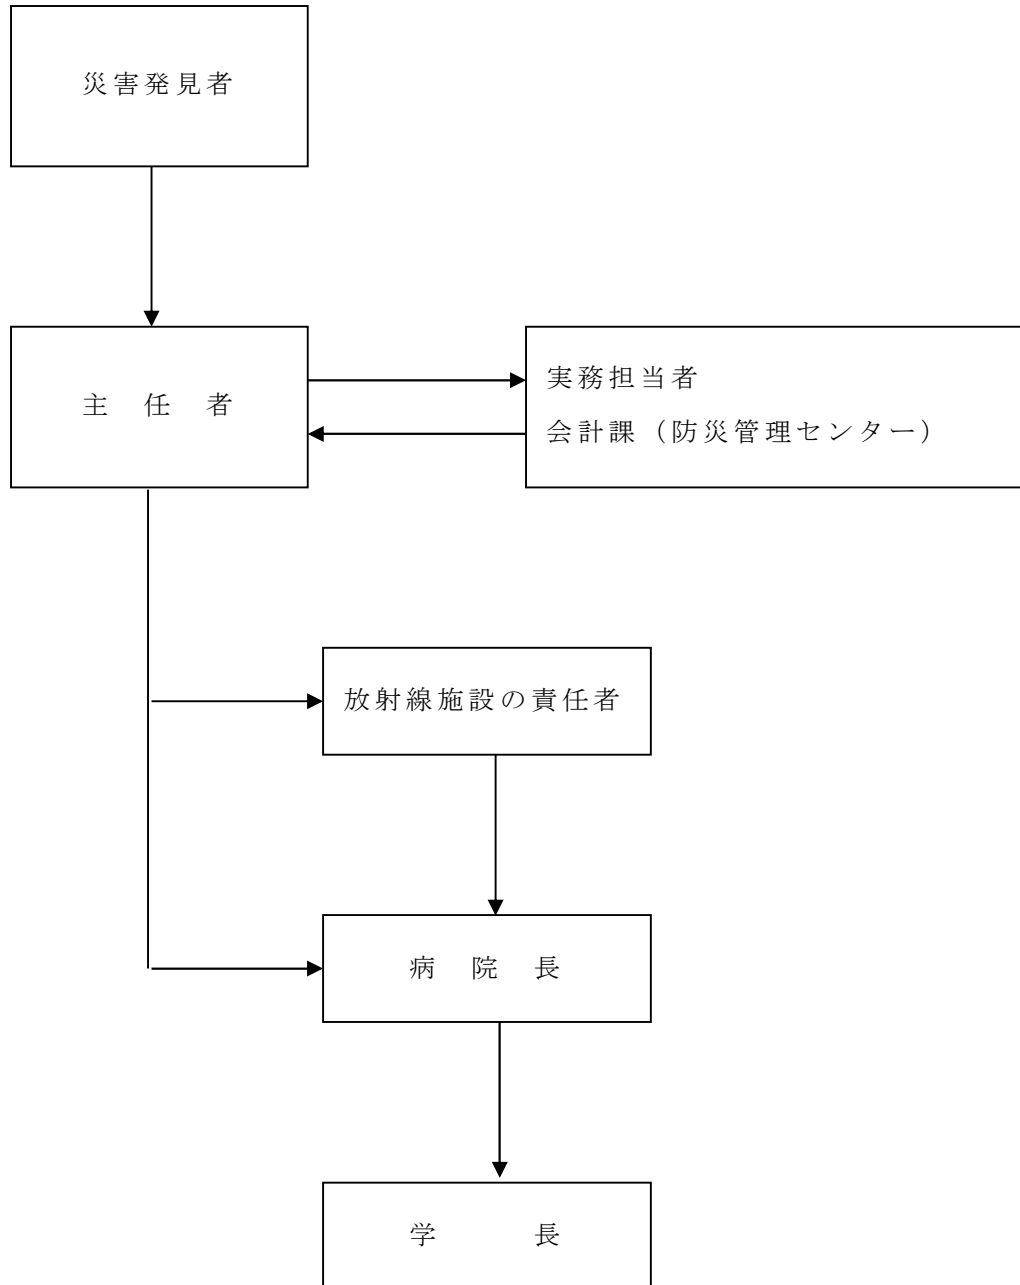 災害発見者
主　任　者
実務担当者
会計課（防災管理センター）
放射線施設の責任者
病　院　長
学　　　長